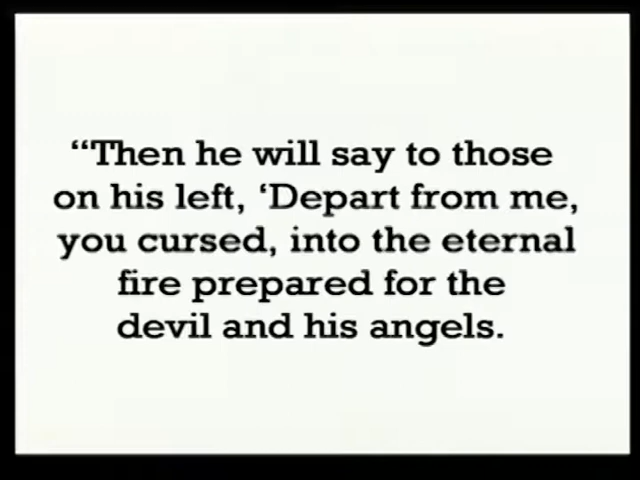 “Then he will say to those
on his left, ‘Depart from me,
you cursed, into the eternal
fire prepared for the
devil and his angels.